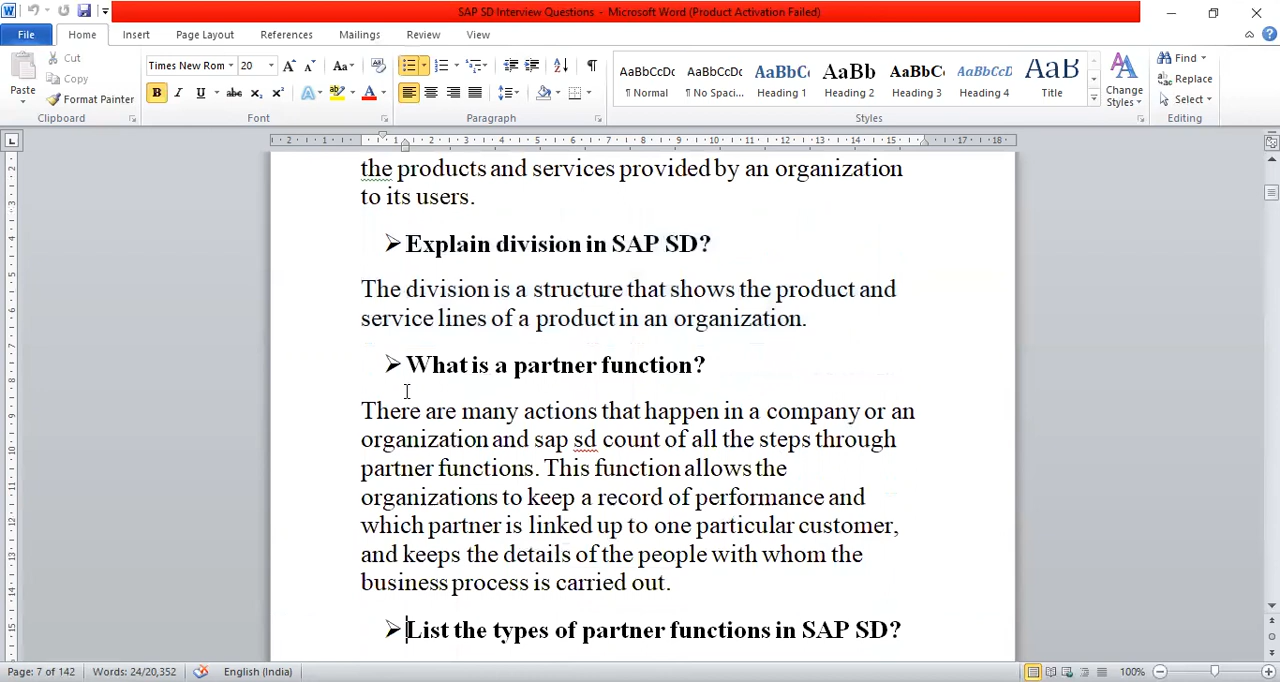 SAP SD Interview Questions - Microsoft Word (Product Activation Failed)
File Home Insert Page Layout References Mailings Review View
Cut
Copy
Format Painter
Paste
Clipboard
Times New Rom 20
Font
Paragraph
AaBbCcDc AaBbCcDc AaBbC AaBb AaBbC AaBbCcD AaB
¶ Normal ¶ No Spaci... Heading 1 Heading 2 Heading 3 Heading 4 Title
Styles
Change
Styles
Find
Replace
Select
Editing
the products and services provided by an organization
to its users.
➢ Explain division in SAP SD?
The division is a structure that shows the product and
service lines of a product in an organization.
➢ What is a partner function?
There are many actions that happen in a company or an
organization and sap sd count of all the steps through
partner functions. This function allows the
organizations to keep a record of performance and
which partner is linked up to one particular customer,
and keeps the details of the people with whom the
business process is carried out.
➢ List the types of partner functions in SAP SD?
Page: 7 of 142 Words: 24/20,352 English (India) 100%